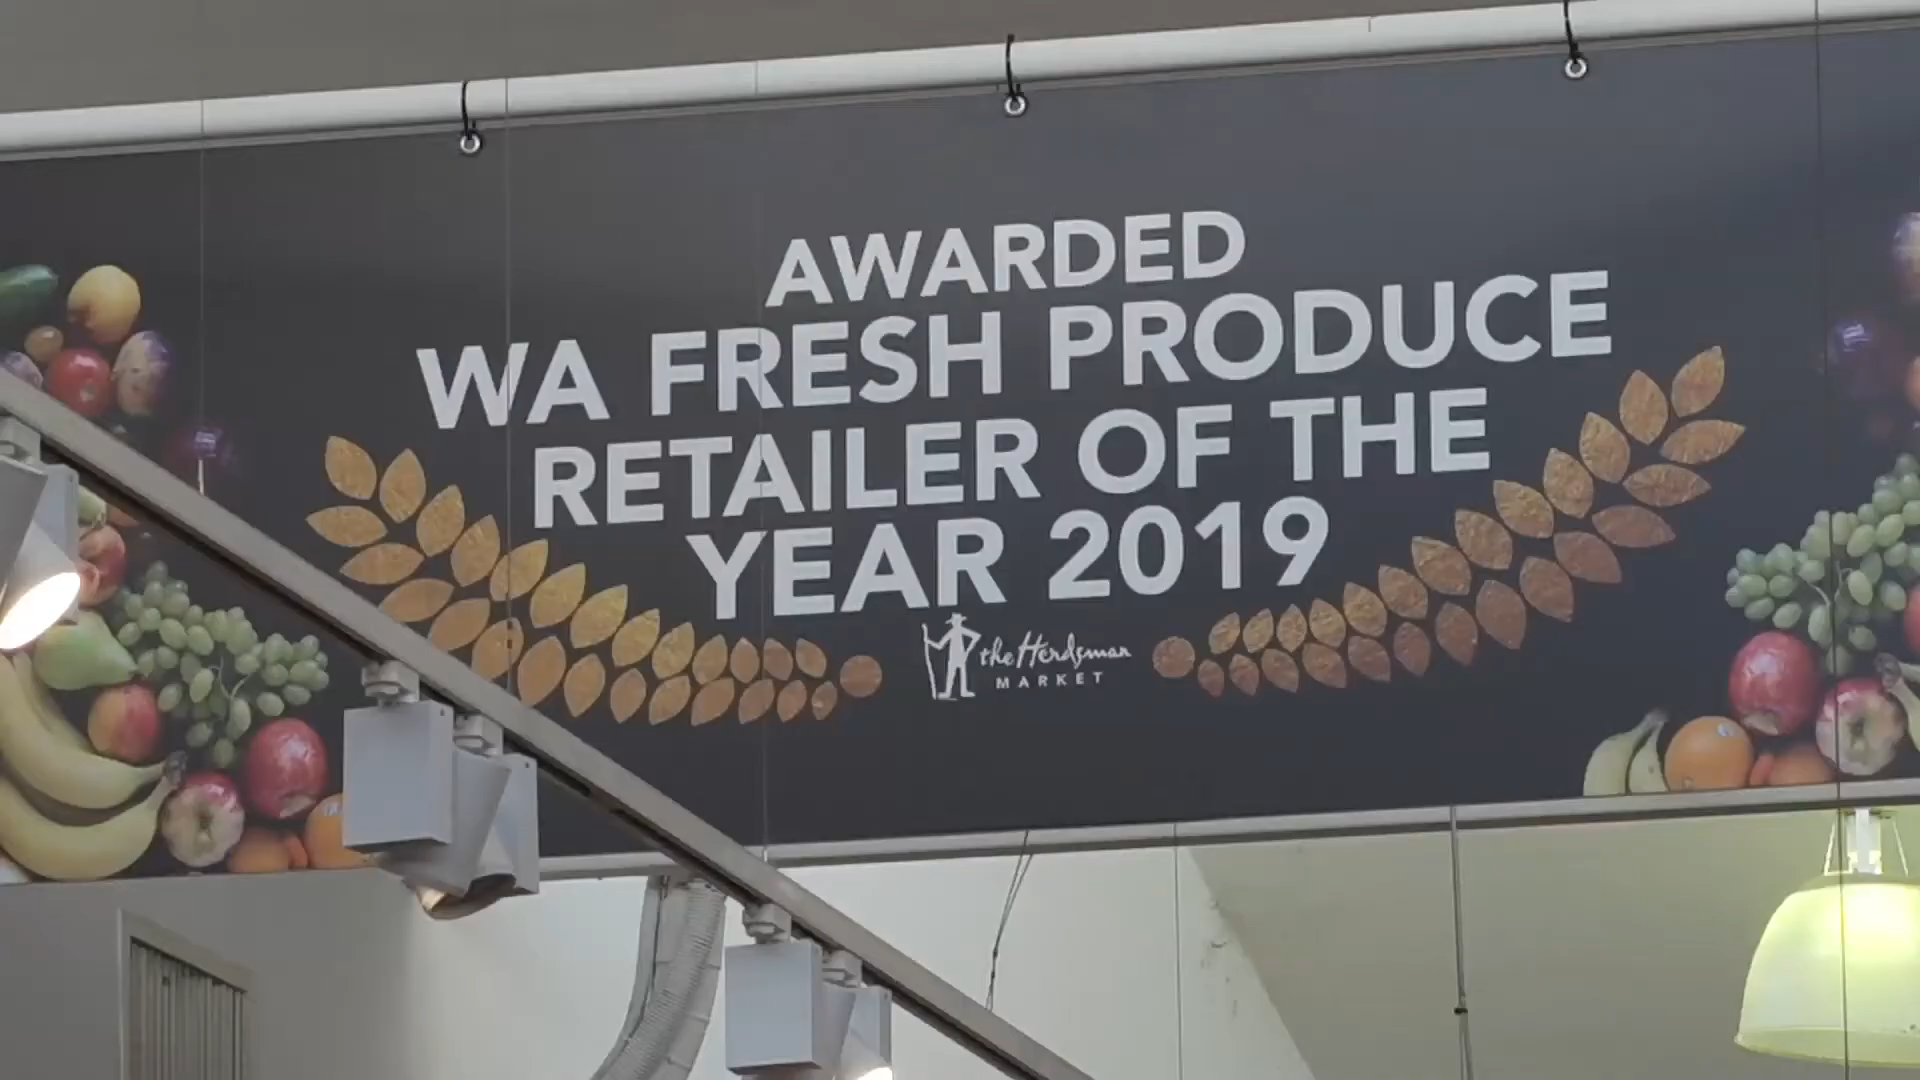 AWARDED
WA FRESH PRODUCE
RETAILER OF THE
YEAR 2019
the Herdsman
MARKET